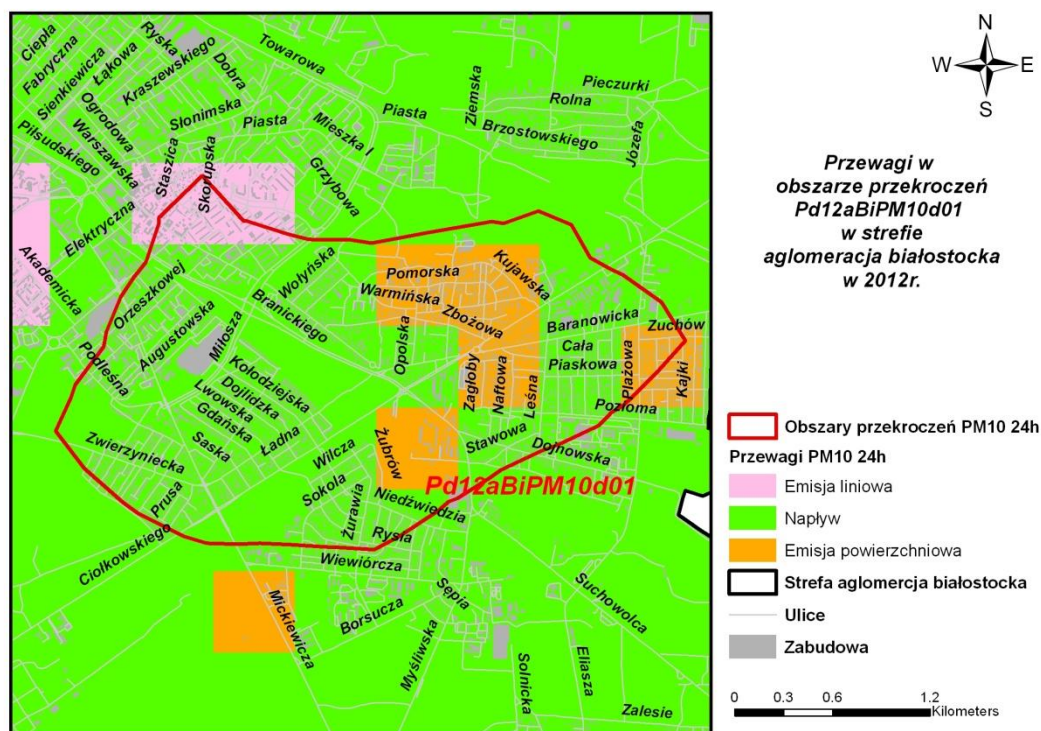 Ciepła
Fabryczna
Sienkiewicza
Łąkowa
Ryska
Kraszewskiego
Dobra
Towarowa
Ogrodowa
Słonimska
Piasta
Mieszka I
Piasta
Ziemska
Pieczurki
Rolna
Brzostowskiego
Józefa
Piłsudskiego
Warszawska
Staszica
Skorupska
Grzybowa
Elektryczna
Akademicka
Orzeszkowej
Wołyńska
Branickiego
Pomorska
Kujawska
Warmińska
Zbożowa
Opolska
Baranowicka
Zuchów
Cała
Piaskowa
Plażowa
Kajki
Augustowska
Miłosza
Podleśna
Kołodziejska
Dojlidzka
Lwowska
Gdańska
Ładna
Saska
Zagłoby
Naftowa
Leśna
Pozioma
Stawowa
Dojnowska
Zwierzyniecka
Prusa
Wilcza
Żubrów
Sokola
Żurawia
Niedźwiedzia
Rysia
Wiewiórcza
Ciołkowskiego
Pd12aBiPM10d01
Mickiewicza
Borsucza
Sępia
Suchowolca
Myśliwska
Solnicka
Eliasza
Zalesie
N
W
E
S
Przewagi w
obszarze przekroczeń
Pd12aBiPM10d01
w strefie
aglomeracja białostocka
w 2012r.
Obszary przekroczeń PM10 24h
Przewagi PM10 24h
Emisja liniowa
Napływ
Emisja powierzchniowa
Strefa aglomercja białostocka
Ulice
Zabudowa
0 0.3 0.6 1.2
Kilometers